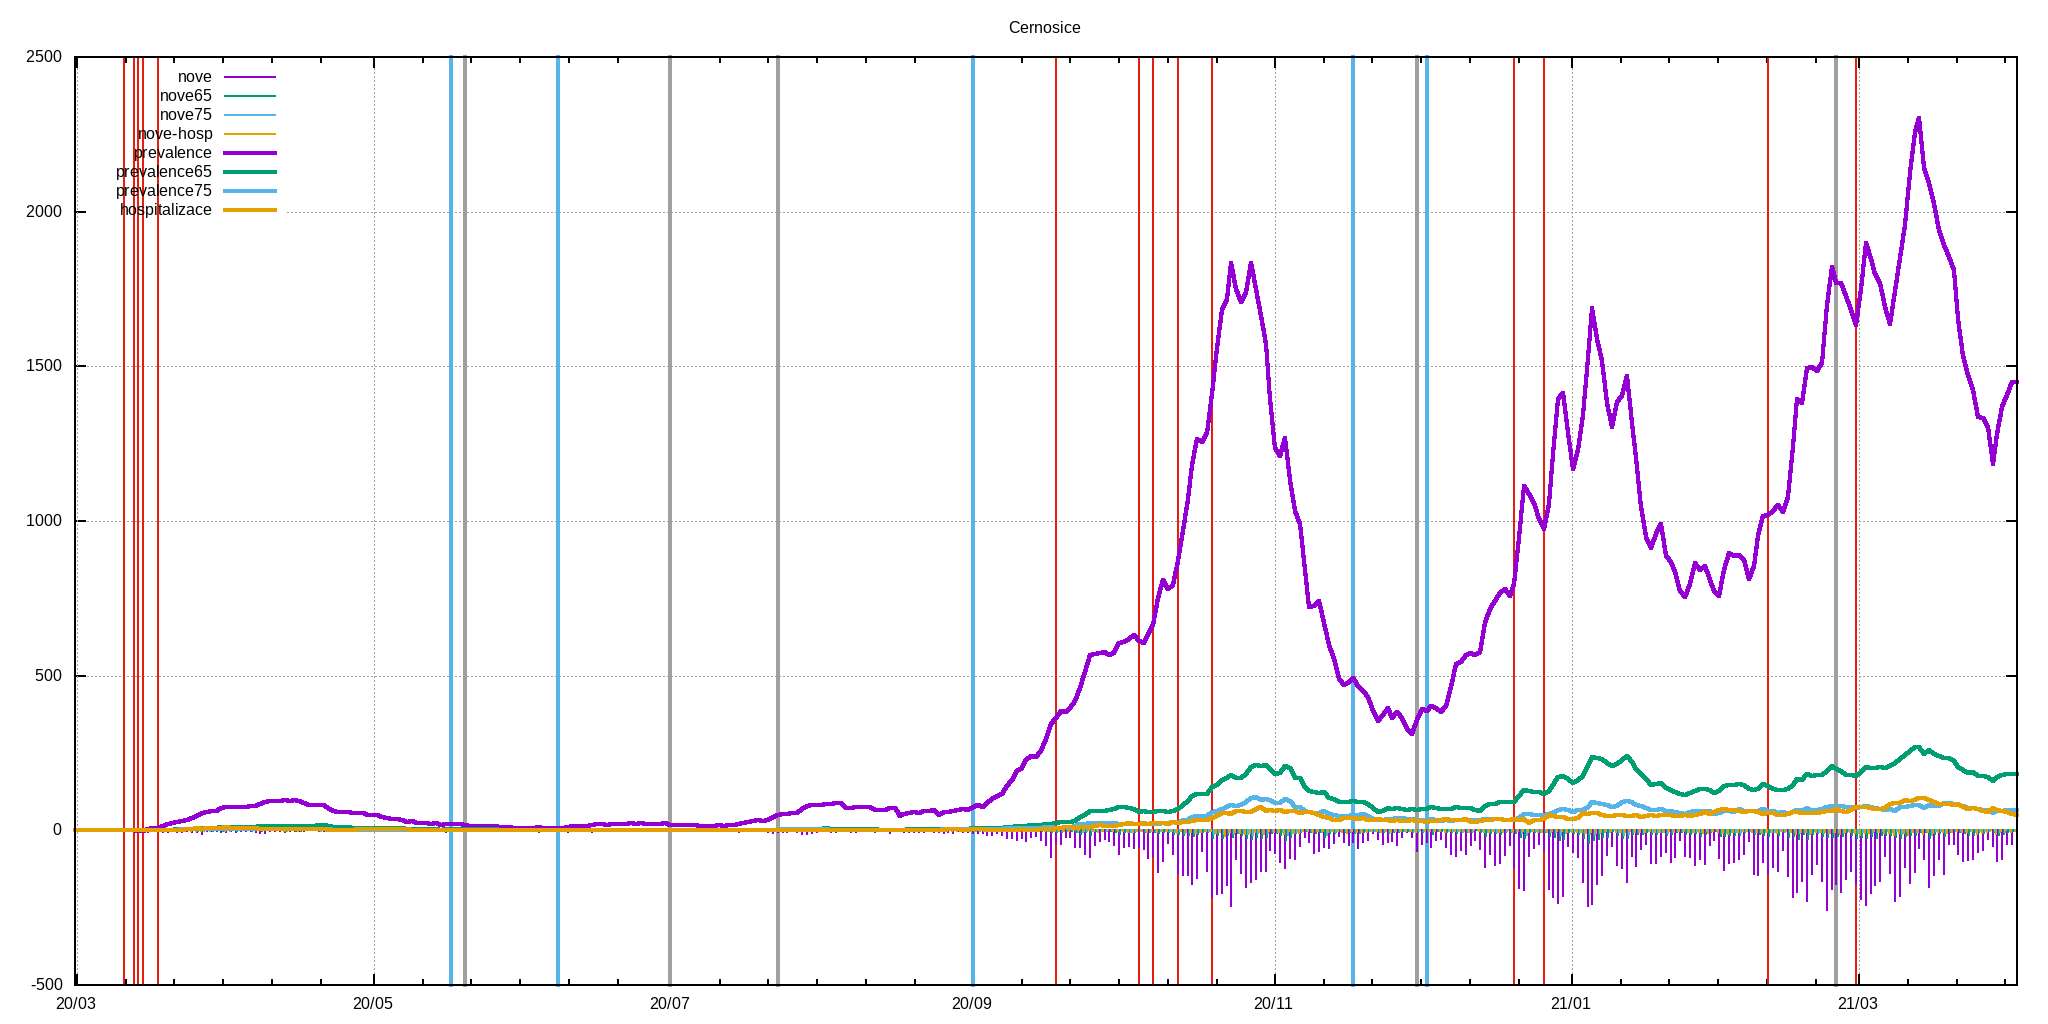 Cernosice
2500
nove
nove65
nove75
nove-hosp
prevalence
prevalence65
prevalence75
hospitalizace
2000
1500
1000
500
0
-500
20/03 20/05 20/07 20/09 20/11 21/01 21/03